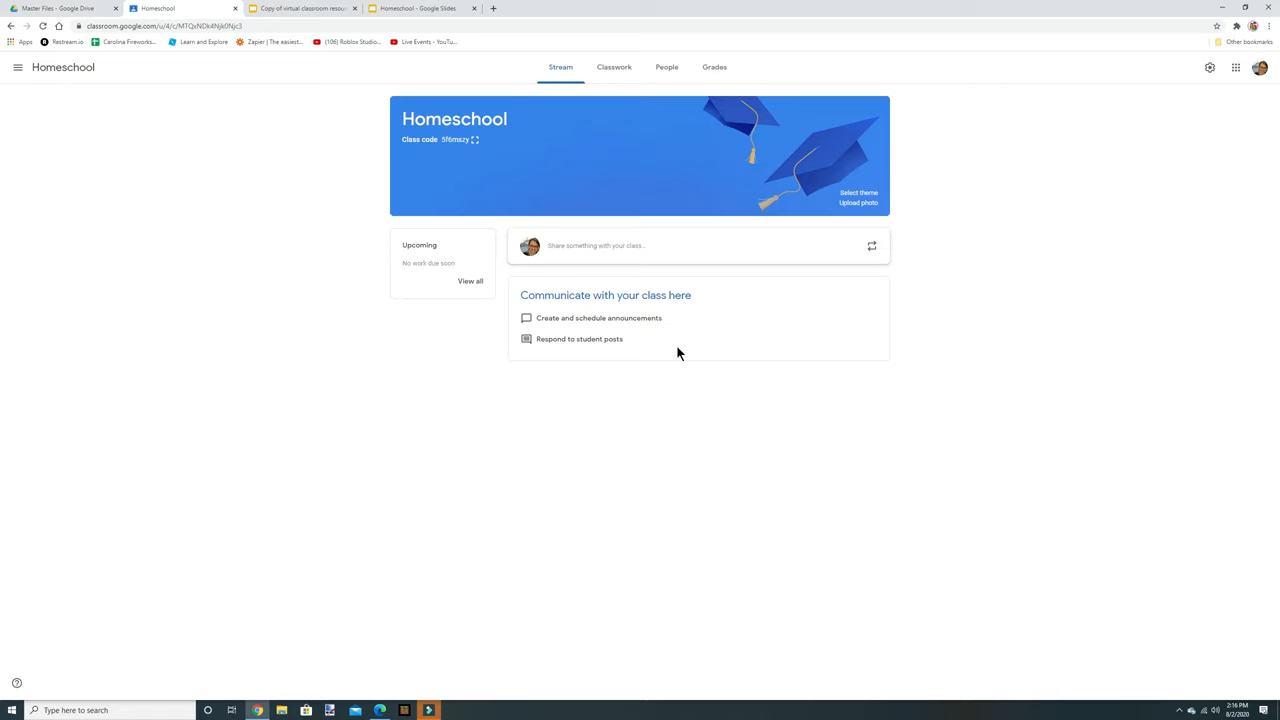 Master Files - Google Drive
Homeschool
Copy of virtual classroom resou
Homeschool - Google Slides
classroom.google.com/u/4/c/MTQxNDk4Njk0Njc3
Apps
Restream.io
Carolina Fireworks...
Learn and Explore
Zapier | The easiest...
(106) Roblox Studio...
Live Events - YouTu...
Other bookmarks
Homeschool
Stream
Classwork
People
Grades
Homeschool
Class code 5f6mszy
Select theme
Upload photo
Upcoming
No work due soon
View all
Share something with your class...
Communicate with your class here
Create and schedule announcements
Respond to student posts
Type here to search
2:16 PM
8/2/2020